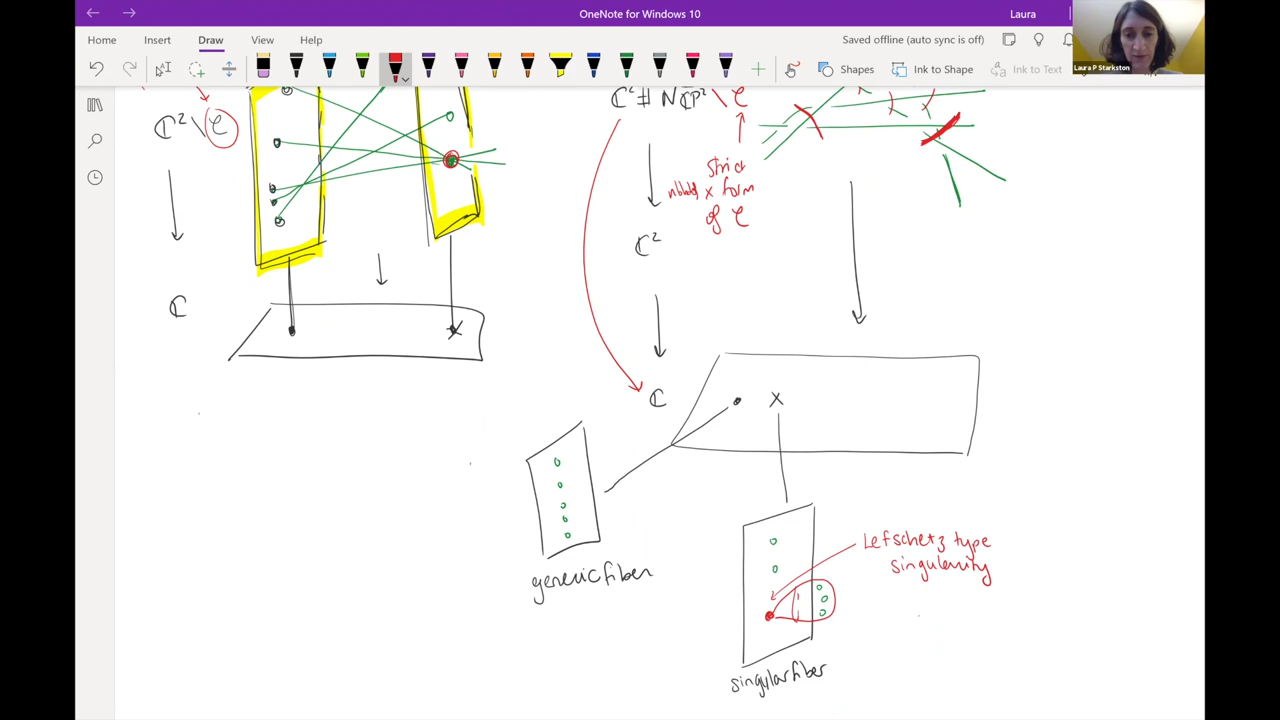 OneNote for Windows 10
Laura
Home
Insert
Draw
View
Help
Saved offline (auto sync is off)
Shapes
Ink to Shape
Ink to Text
Laura P Starkston
ℂ² \ 𝒞
ℂ² # Nℂℙ² \ 𝒞
strict
x form
of 𝒞
ℂ²
ℂ
ℂ
X
generic fiber
Lefschetz type
singularity
singular fiber